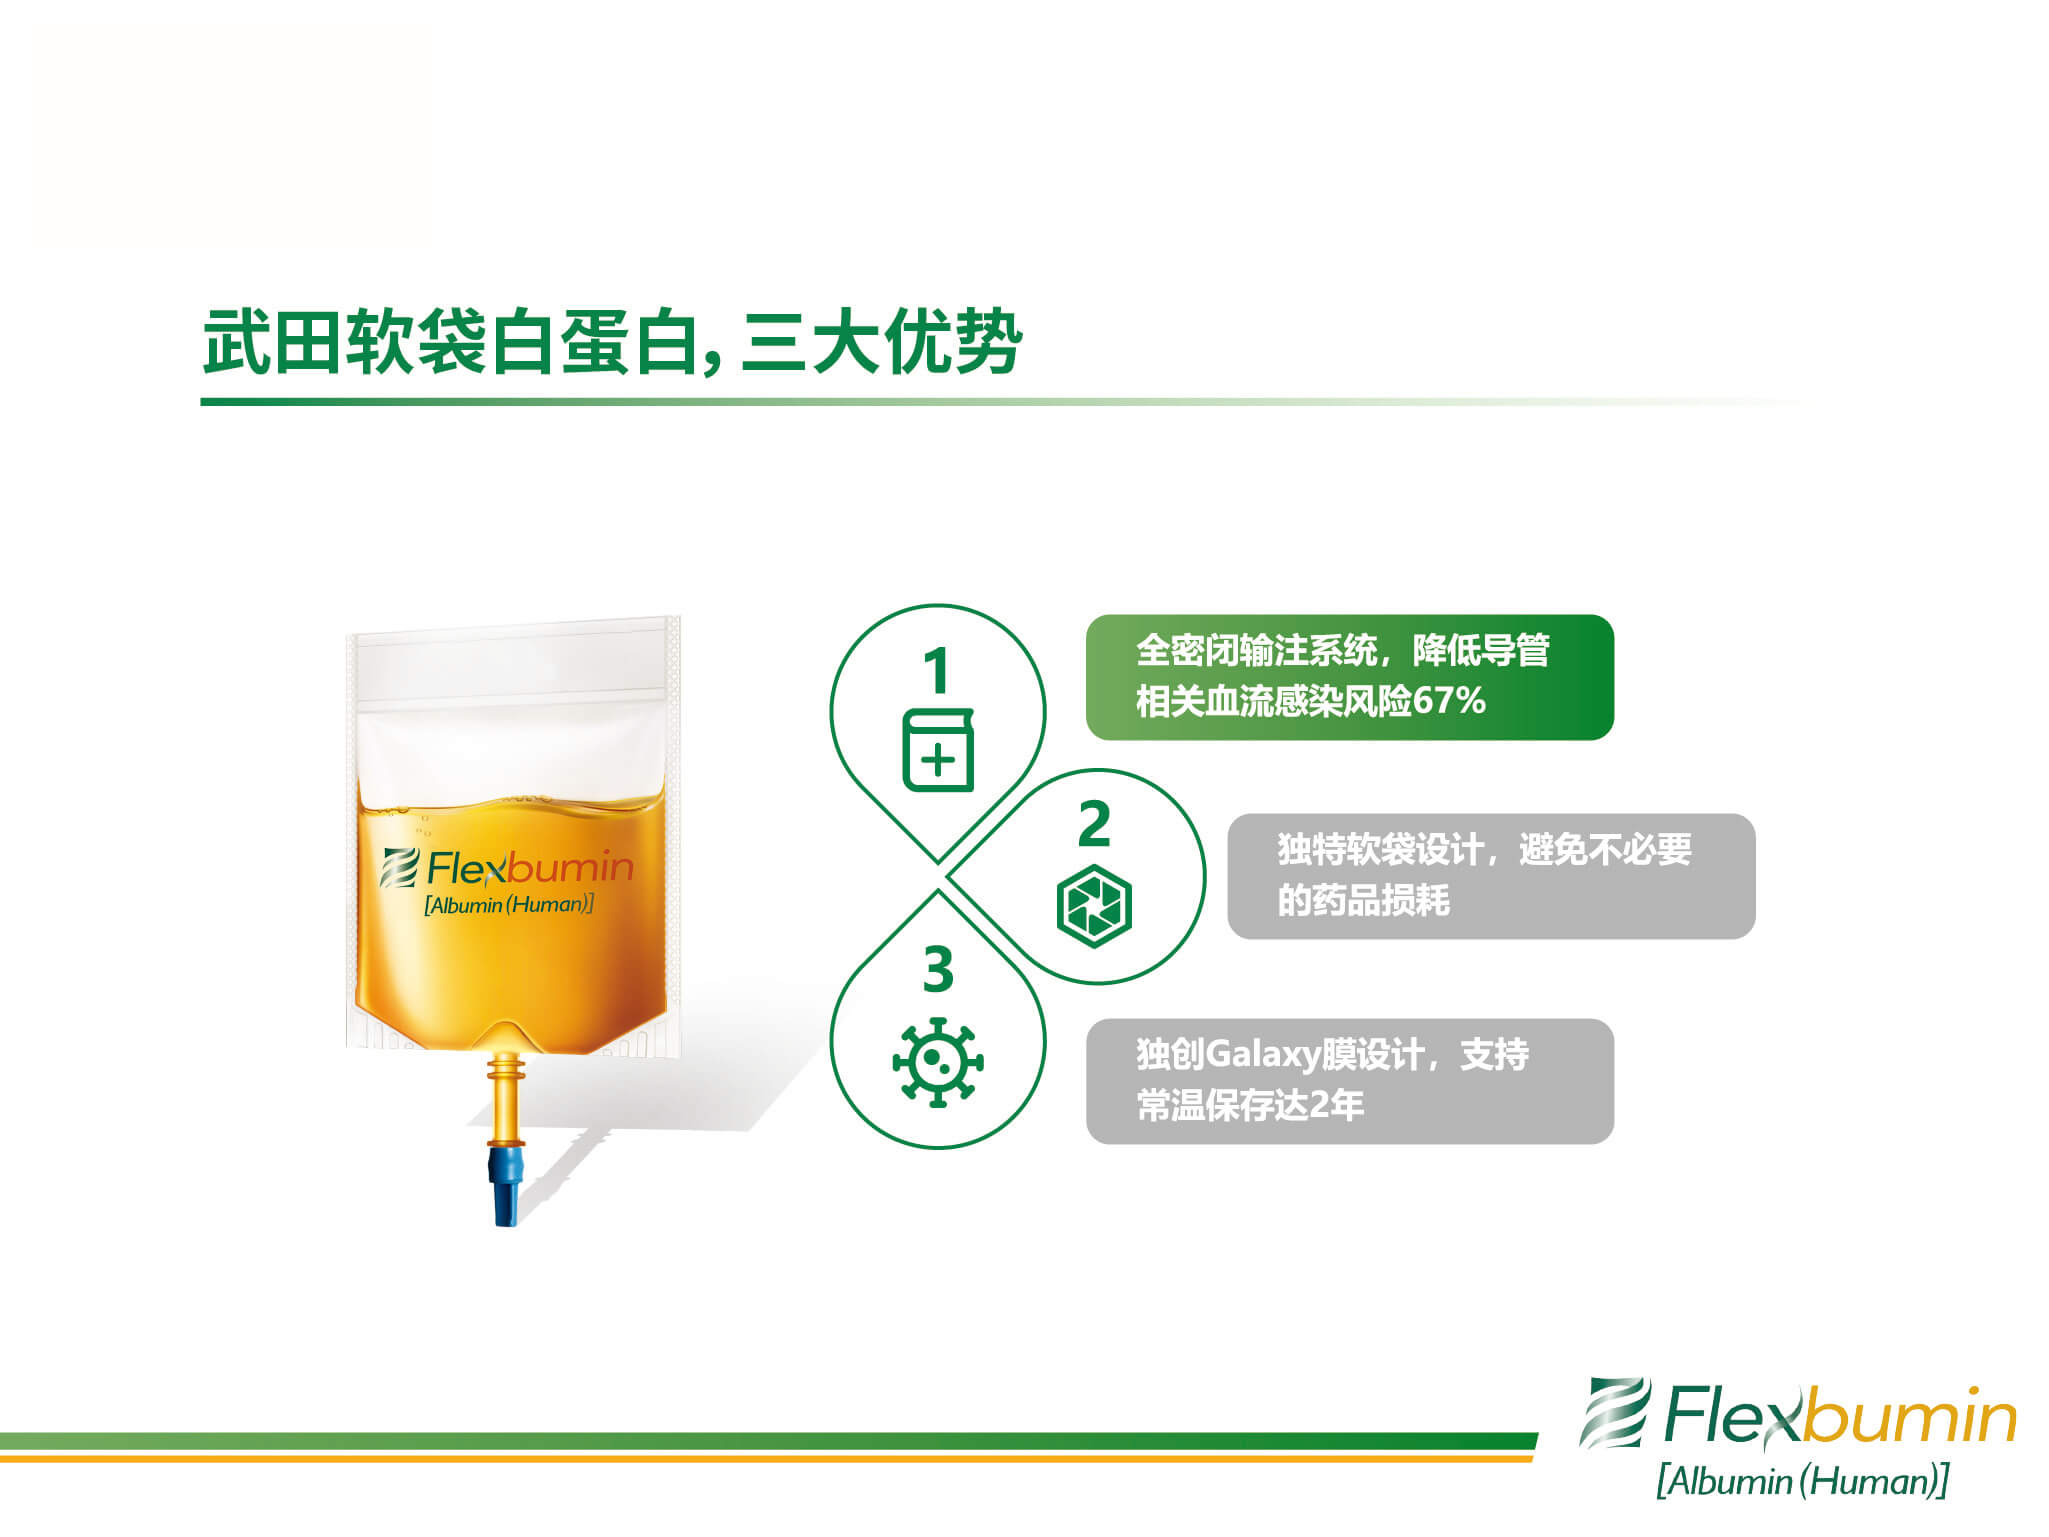 武田软袋白蛋白，三大优势
Flexbumin
[Albumin (Human)]
1
全密闭输注系统，降低导管
相关血流感染风险67%
2
独特软袋设计，避免不必要
的药品损耗
3
独创Galaxy膜设计，支持
常温保存达2年
Flexbumin
[Albumin (Human)]